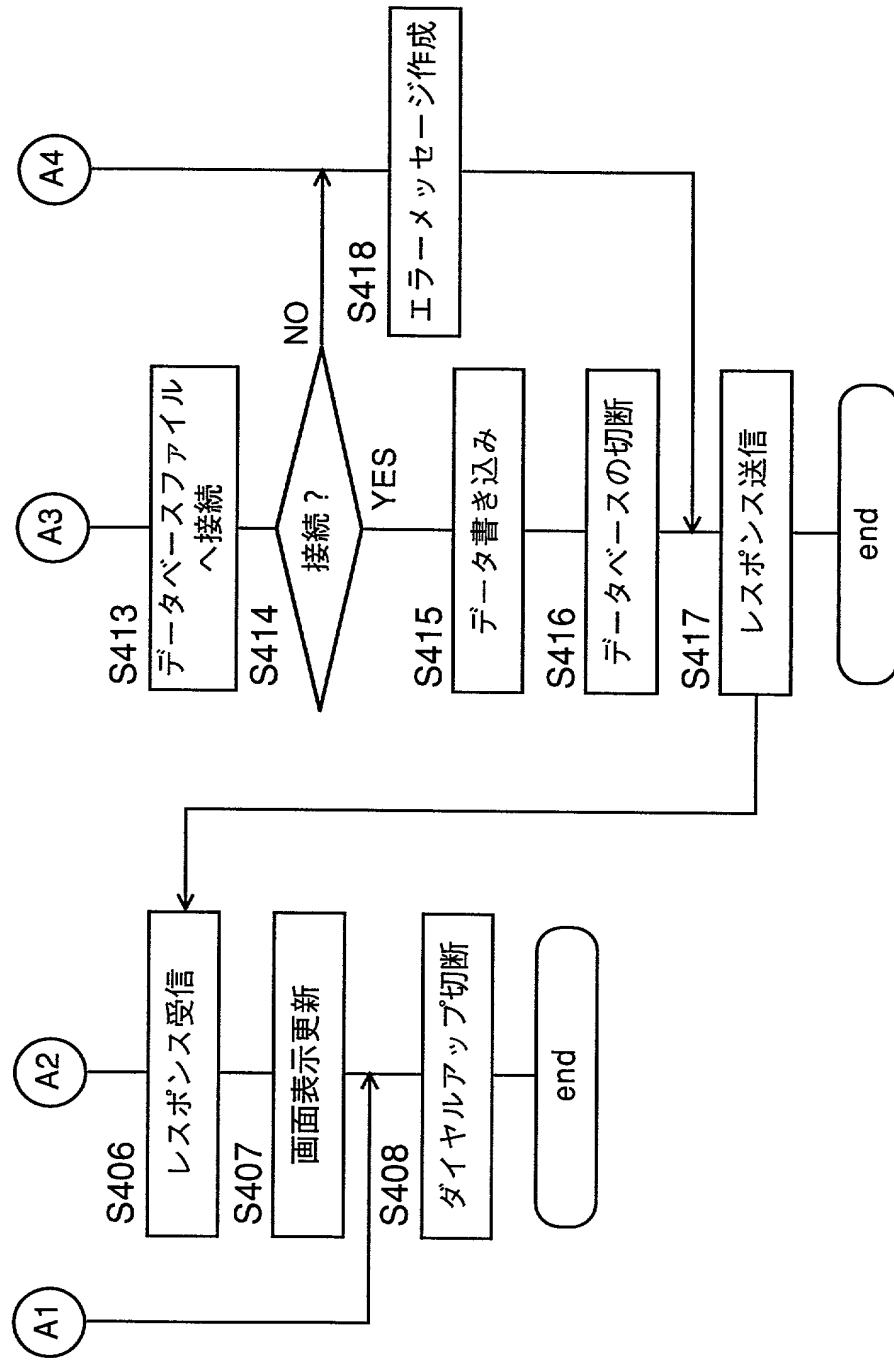 A1
A2
S406
レスポンス受信
S407
画面表示更新
S408
ダイヤルアップ切断
end
A3
S413
データベースファイル
へ接続
S414
接続？
YES
NO
S415
データ書き込み
S416
データベースの切断
S417
レスポンス送信
end
A4
S418
エラーメッセージ作成